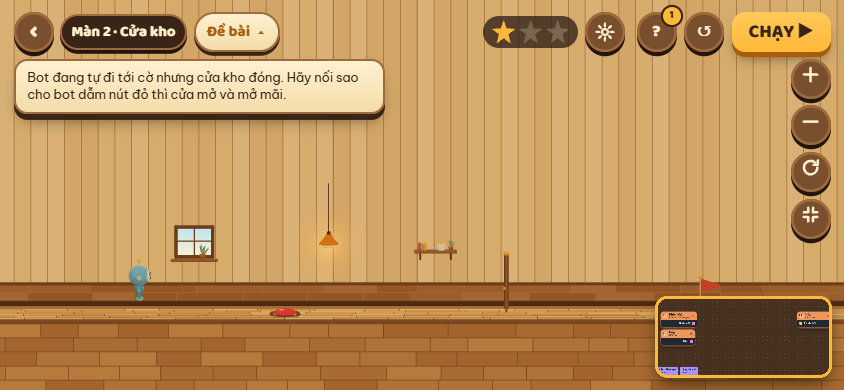 Màn 2 · Cửa kho
Đề bài
1
?
CHẠY
Bot đang tự đi tới cờ nhưng cửa kho đóng. Hãy nối sao
cho bot dẫm nút đỏ thì cửa mở và mở mãi.